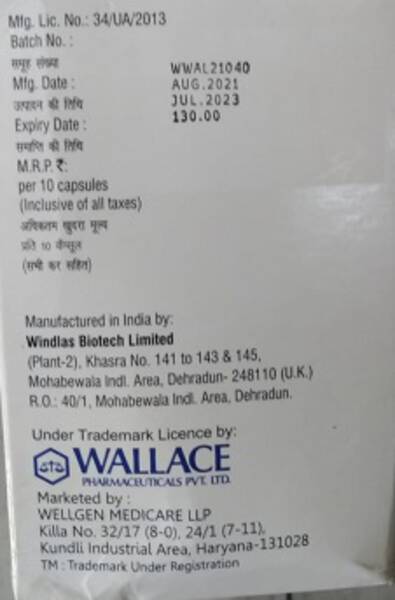 Mfg. Lic. No.: 34/UA/2013
Batch No. :
समूह संख्या
WWAL21040
Mfg. Date :
AUG.2021
उत्पादन की तिथि
JUL.2023
Expiry Date :
130.00
समाप्ति की तिथि
M.R.P. ₹:
per 10 capsules
(Inclusive of all taxes)
अधिकतम खुदरा मूल्य
प्रति 10 कैप्सूल
(सभी कर सहित)
Manufactured in India by:
Windlas Biotech Limited
(Plant-2), Khasra No. 141 to 143 & 145,
Mohabewala Indl. Area, Dehradun- 248110 (U.K.)
R.O.: 40/1, Mohabewala Indl. Area, Dehradun.
Under Trademark Licence by:
WALLACE
PHARMACEUTICALS PVT. LTD.
Marketed by :
WELLGEN MEDICARE LLP
Killa No. 32/17 (8-0), 24/1 (7-11),
Kundli Industrial Area, Haryana-131028
TM : Trademark Under Registration